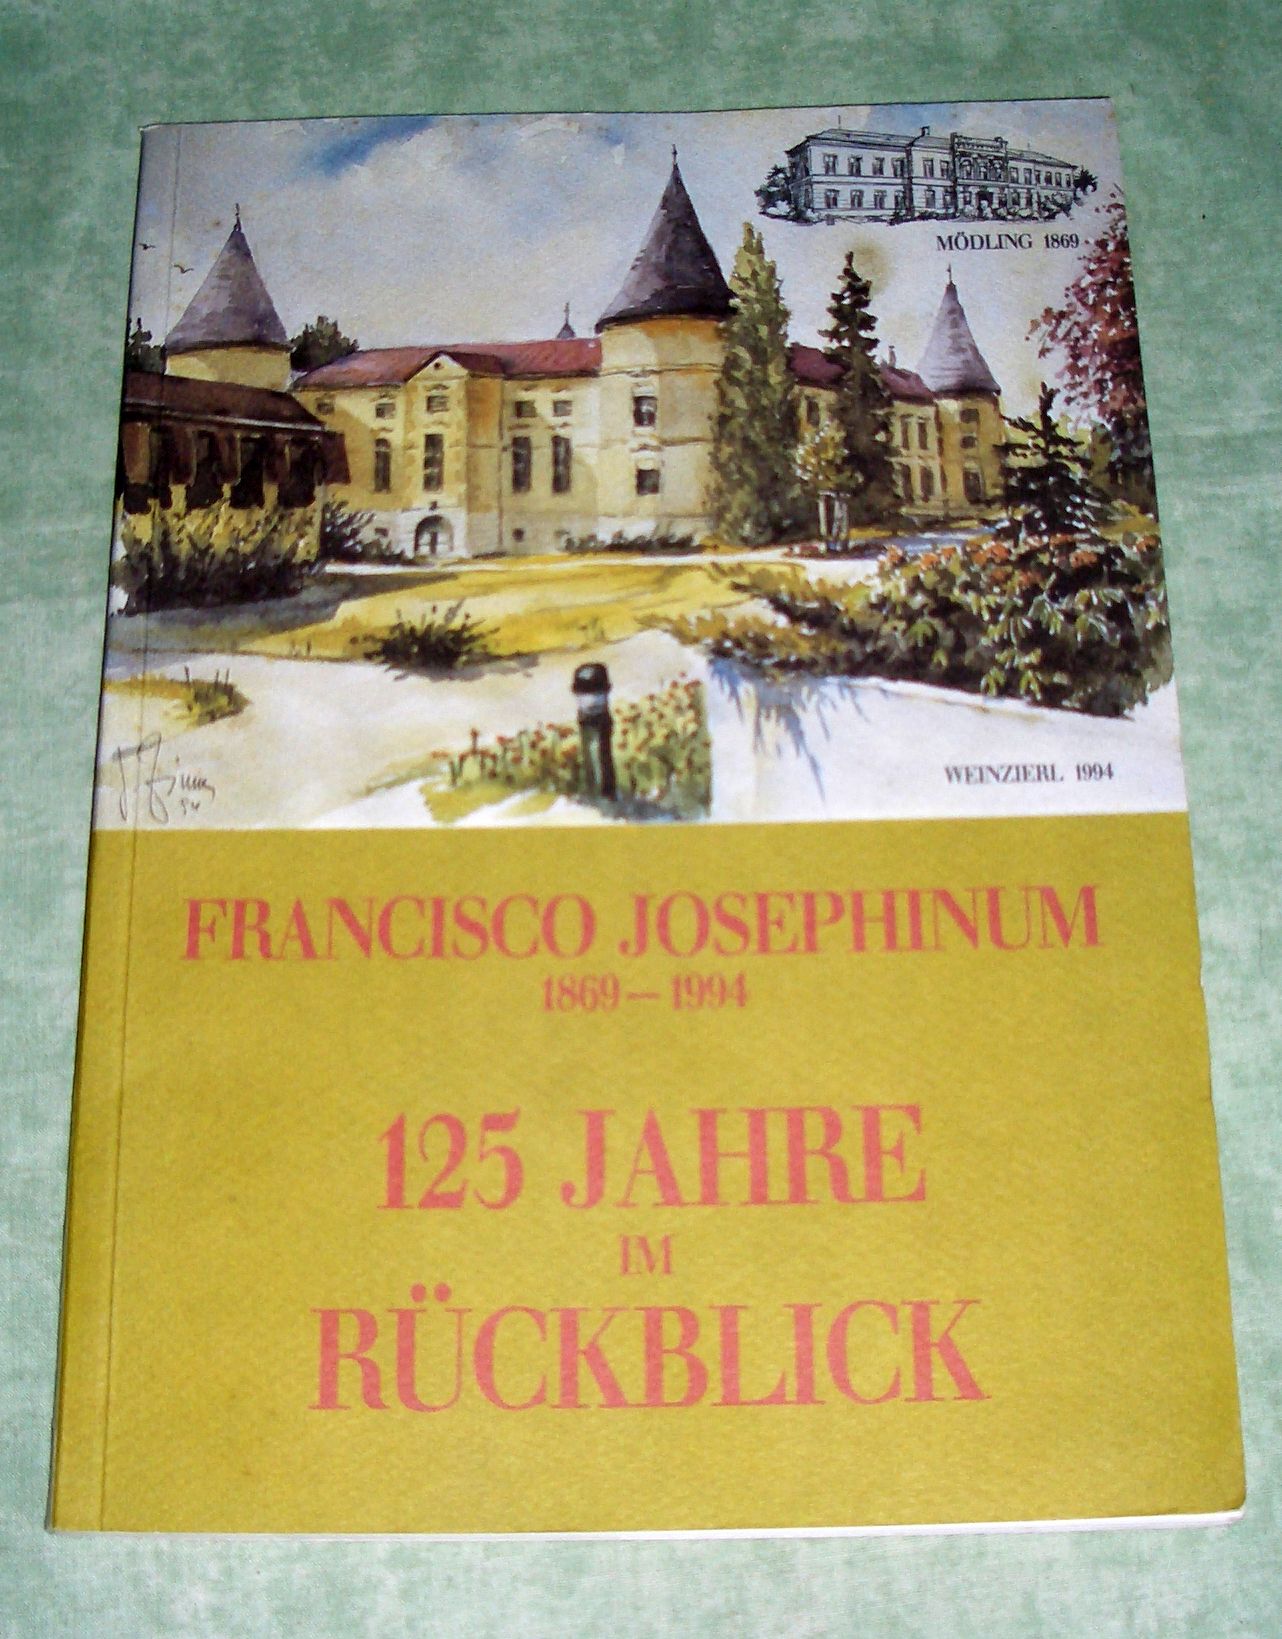 MÖDLING 1869
WEINZIERL 1994
FRANCISCO JOSEPHINUM
1869 — 1994
125 JAHRE
IM
RÜCKBLICK